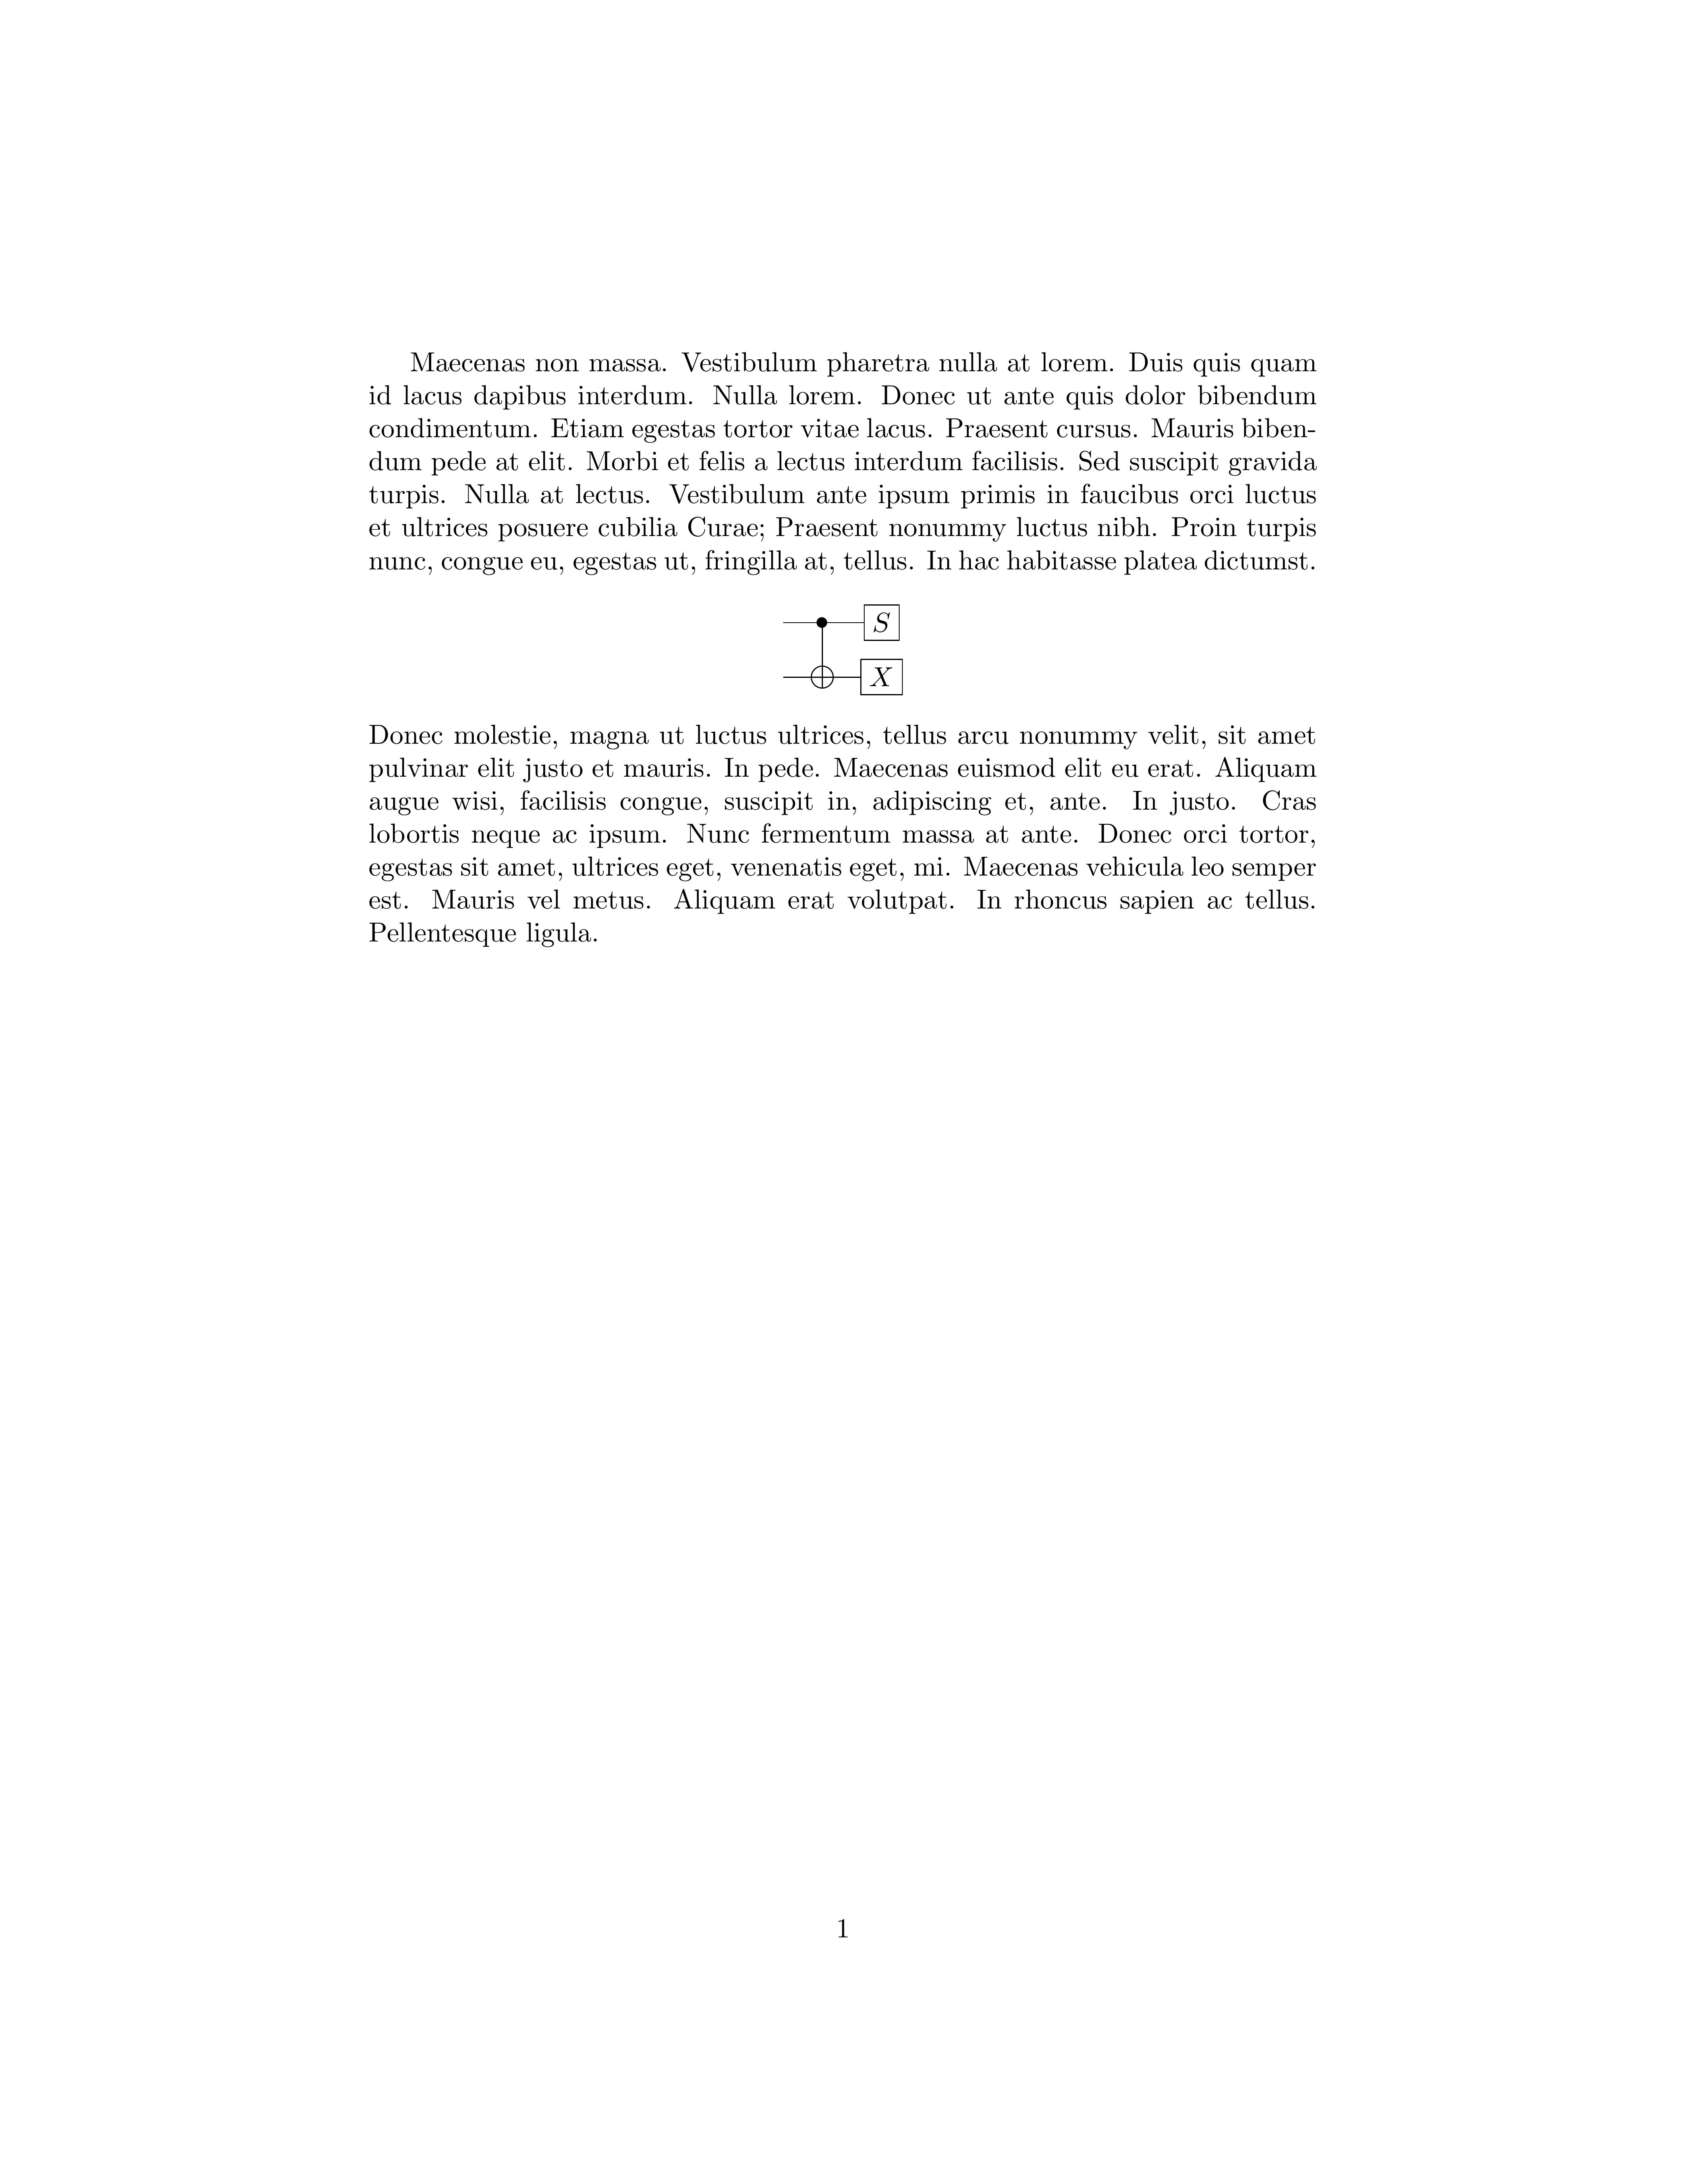 Maecenas non massa. Vestibulum pharetra nulla at lorem. Duis quis quam
id lacus dapibus interdum. Nulla lorem. Donec ut ante quis dolor bibendum
condimentum. Etiam egestas tortor vitae lacus. Praesent cursus. Mauris biben-
dum pede at elit. Morbi et felis a lectus interdum facilisis. Sed suscipit gravida
turpis. Nulla at lectus. Vestibulum ante ipsum primis in faucibus orci luctus
et ultrices posuere cubilia Curae; Praesent nonummy luctus nibh. Proin turpis
nunc, congue eu, egestas ut, fringilla at, tellus. In hac habitasse platea dictumst.
S
X
Donec molestie, magna ut luctus ultrices, tellus arcu nonummy velit, sit amet
pulvinar elit justo et mauris. In pede. Maecenas euismod elit eu erat. Aliquam
augue wisi, facilisis congue, suscipit in, adipiscing et, ante. In justo. Cras
lobortis neque ac ipsum. Nunc fermentum massa at ante. Donec orci tortor,
egestas sit amet, ultrices eget, venenatis eget, mi. Maecenas vehicula leo semper
est. Mauris vel metus. Aliquam erat volutpat. In rhoncus sapien ac tellus.
Pellentesque ligula.
1